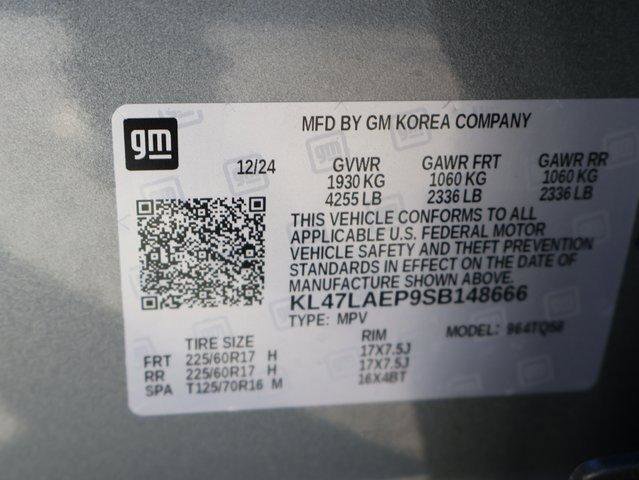 gm
MFD BY GM KOREA COMPANY
12/24 GVWR GAWR FRT GAWR RR
1930 KG 1060 KG 1060 KG
4255 LB 2336 LB 2336 LB
THIS VEHICLE CONFORMS TO ALL
APPLICABLE U.S. FEDERAL MOTOR
VEHICLE SAFETY AND THEFT PREVENTION
STANDARDS IN EFFECT ON THE DATE OF
MANUFACTURE SHOWN ABOVE.
KL47LAEP9SB148666
TYPE: MPV MODEL: 964TQ58
TIRE SIZE RIM
FRT 225/60R17 H 17X7.5J
RR 225/60R17 H 17X7.5J
SPA T125/70R16 M 16X4BT